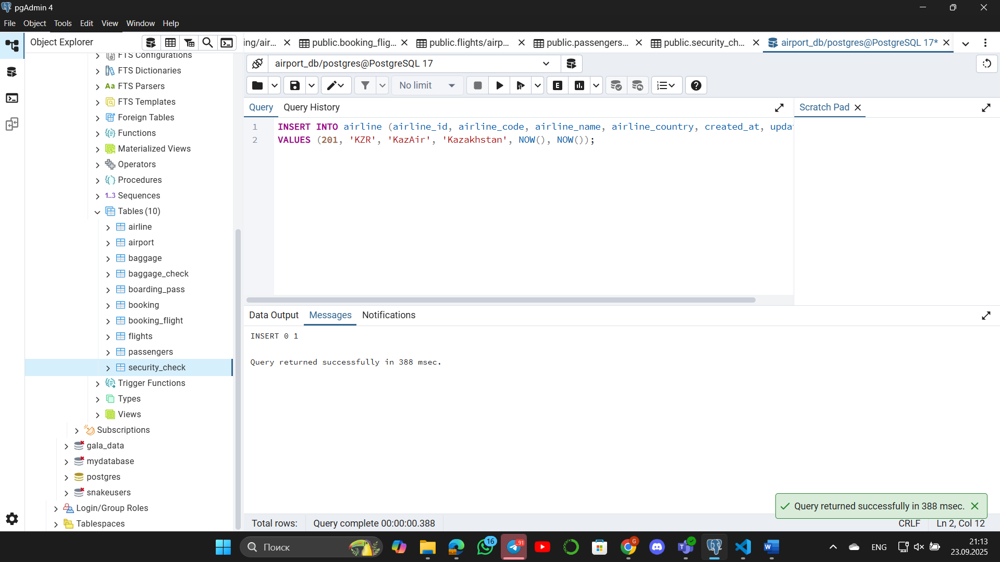 pgAdmin 4
File Object Tools Edit View Window Help
Object Explorer
ing/air...
public.booking_flig...
public.flights/airp...
public.passengers...
public.security_ch...
airport_db/postgres@PostgreSQL 17*
FTS Configurations
FTS Dictionaries
Aa FTS Parsers
FTS Templates
Foreign Tables
Functions
Materialized Views
Operators
Procedures
1..3 Sequences
Tables (10)
airline
airport
baggage
baggage_check
boarding_pass
booking
booking_flight
flights
passengers
security_check
Trigger Functions
Types
Views
Subscriptions
gala_data
mydatabase
postgres
snakeusers
Login/Group Roles
Tablespaces
airport_db/postgres@PostgreSQL 17
No limit
E
Query Query History
Scratch Pad
1 INSERT INTO airline (airline_id, airline_code, airline_name, airline_country, created_at, upda
2 VALUES (201, 'KZR', 'KazAir', 'Kazakhstan', NOW(), NOW());
Data Output Messages Notifications
INSERT 0 1
Query returned successfully in 388 msec.
Query returned successfully in 388 msec.
Total rows: Query complete 00:00:00.388
CRLF Ln 2, Col 12
Поиск
16
91
G
ENG
21:13
23.09.2025